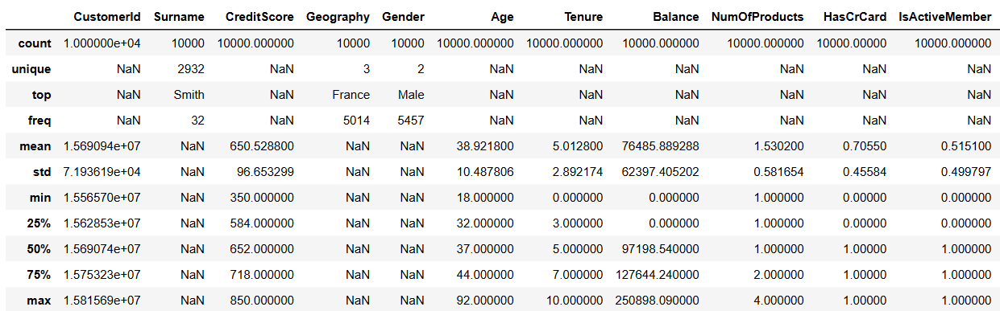 CustomerId Surname CreditScore Geography Gender Age Tenure Balance NumOfProducts HasCrCard IsActiveMember
count 1.000000e+04 10000 10000.000000 10000 10000 10000.000000 10000.000000 10000.000000 10000.000000 10000.00000 10000.000000
unique NaN 2932 NaN 3 2 NaN NaN NaN NaN NaN NaN
top NaN Smith NaN France Male NaN NaN NaN NaN NaN NaN
freq NaN 32 NaN 5014 5457 NaN NaN NaN NaN NaN NaN
mean 1.569094e+07 NaN 650.528800 NaN NaN 38.921800 5.012800 76485.889288 1.530200 0.70550 0.515100
std 7.193619e+04 NaN 96.653299 NaN NaN 10.487806 2.892174 62397.405202 0.581654 0.45584 0.499797
min 1.556570e+07 NaN 350.000000 NaN NaN 18.000000 0.000000 0.000000 1.000000 0.00000 0.000000
25% 1.562853e+07 NaN 584.000000 NaN NaN 32.000000 3.000000 0.000000 1.000000 0.00000 0.000000
50% 1.569074e+07 NaN 652.000000 NaN NaN 37.000000 5.000000 97198.540000 1.000000 1.00000 1.000000
75% 1.575323e+07 NaN 718.000000 NaN NaN 44.000000 7.000000 127644.240000 2.000000 1.00000 1.000000
max 1.581569e+07 NaN 850.000000 NaN NaN 92.000000 10.000000 250898.090000 4.000000 1.00000 1.000000